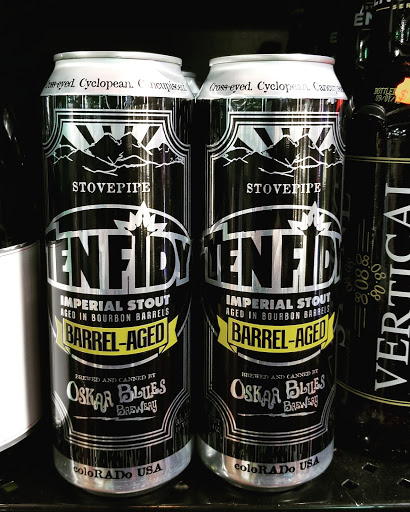 Cross-eyed. Cyclopean. Concupiscent.
STOVEPIPE
TEN FIDY
IMPERIAL STOUT
AGED IN BOURBON BARRELS
BARREL-AGED
BREWED AND CANNED BY
OSKAR BLUES
BREWERY
coloRADo USA
Cross-eyed. Cyclopean.
STOVEPIPE
TEN FIDY
IMPERIAL STOUT
AGED IN BOURBON BARRELS
BARREL-AGED
BREWED AND CANNED BY
OSKAR BLUES
BREWERY
coloRADo USA
BOTTLED
VERTICAL